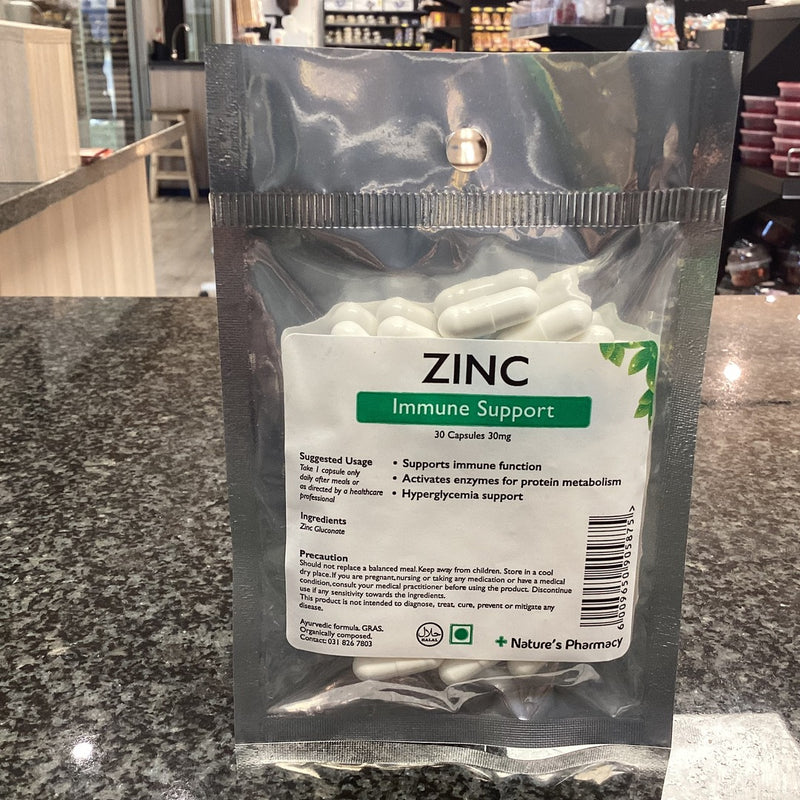 ZINC
Immune Support
30 Capsules 30mg
Suggested Usage
Take 1 capsule only
daily after meals or
as directed by a healthcare
professional
• Supports immune function
• Activates enzymes for protein metabolism
• Hyperglycemia support
Ingredients
Zinc Gluconate
Precaution
Should not replace a balanced meal.Keep away from children. Store in a cool
dry place.If you are pregnant,nursing or taking any medication or have a medical
condition,consult your medical practitioner before using the product. Discontinue
use if any sensitivity towards the ingredients.
This product is not intended to diagnose, treat, cure, prevent or mitigate any
disease.
Ayurvedic formula. GRAS.
Organically composed.
Contact: 031 826 7803
حلال
HALAL
Nature's Pharmacy
6 009650 905875 >